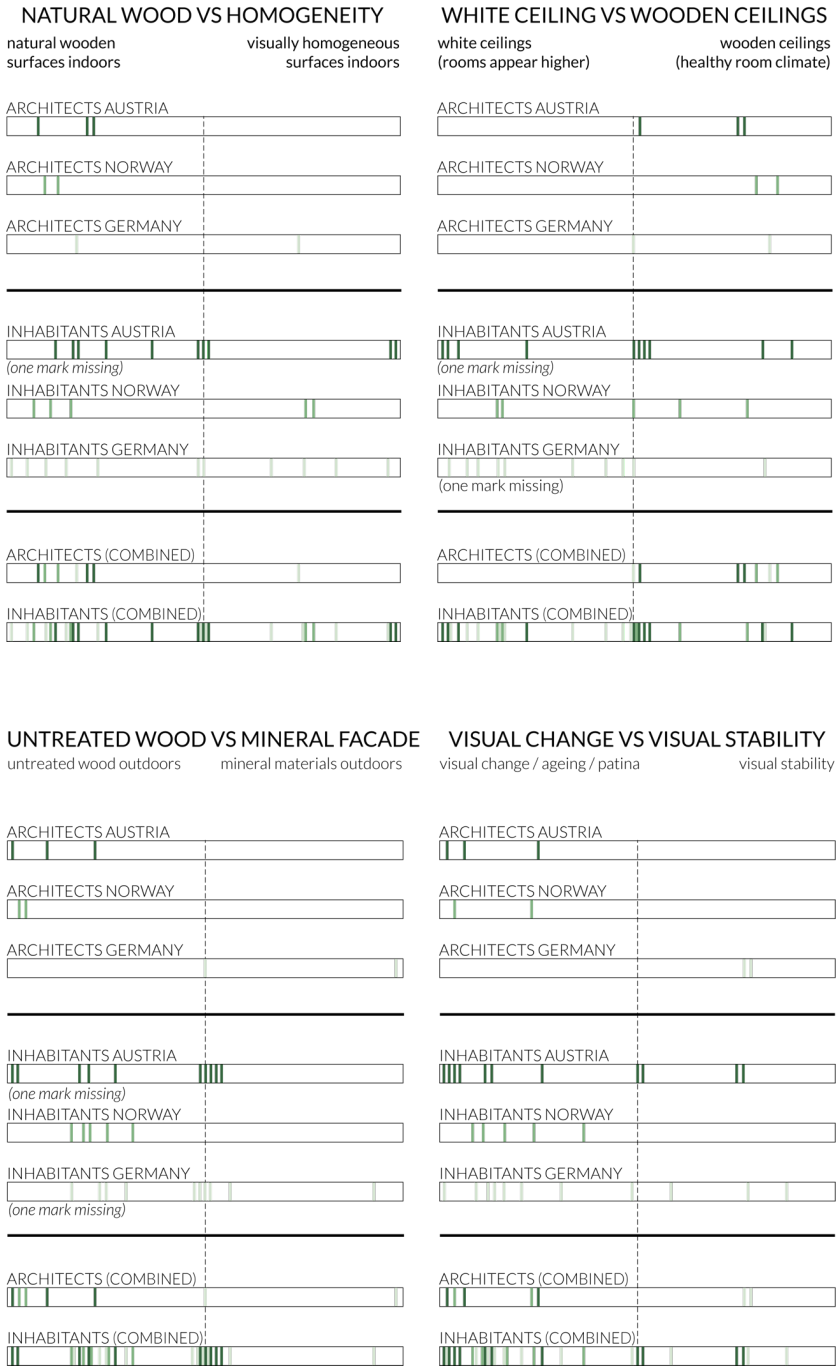 NATURAL WOOD VS HOMOGENEITY
natural wooden
surfaces indoors
visually homogeneous
surfaces indoors
ARCHITECTS AUSTRIA
ARCHITECTS NORWAY
ARCHITECTS GERMANY
INHABITANTS AUSTRIA
(one mark missing)
INHABITANTS NORWAY
INHABITANTS GERMANY
ARCHITECTS (COMBINED)
INHABITANTS (COMBINED)
WHITE CEILING VS WOODEN CEILINGS
white ceilings
(rooms appear higher)
wooden ceilings
(healthy room climate)
ARCHITECTS AUSTRIA
ARCHITECTS NORWAY
ARCHITECTS GERMANY
INHABITANTS AUSTRIA
(one mark missing)
INHABITANTS NORWAY
INHABITANTS GERMANY
(one mark missing)
ARCHITECTS (COMBINED)
INHABITANTS (COMBINED)
UNTREATED WOOD VS MINERAL FACADE
untreated wood outdoors
mineral materials outdoors
ARCHITECTS AUSTRIA
ARCHITECTS NORWAY
ARCHITECTS GERMANY
INHABITANTS AUSTRIA
(one mark missing)
INHABITANTS NORWAY
INHABITANTS GERMANY
(one mark missing)
ARCHITECTS (COMBINED)
INHABITANTS (COMBINED)
VISUAL CHANGE VS VISUAL STABILITY
visual change / ageing / patina
visual stability
ARCHITECTS AUSTRIA
ARCHITECTS NORWAY
ARCHITECTS GERMANY
INHABITANTS AUSTRIA
INHABITANTS NORWAY
INHABITANTS GERMANY
ARCHITECTS (COMBINED)
INHABITANTS (COMBINED)